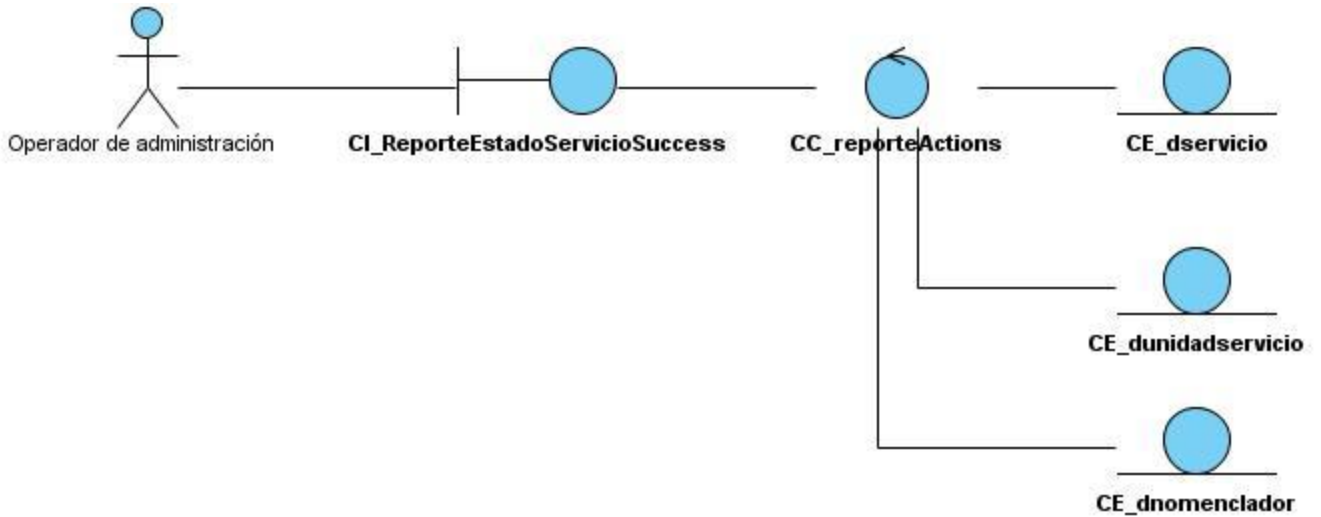 Operador de administración
CI_ReporteEstadoServicioSuccess
CC_reporteActions
CE_dservicio
CE_dunidadservicio
CE_dnomenclador